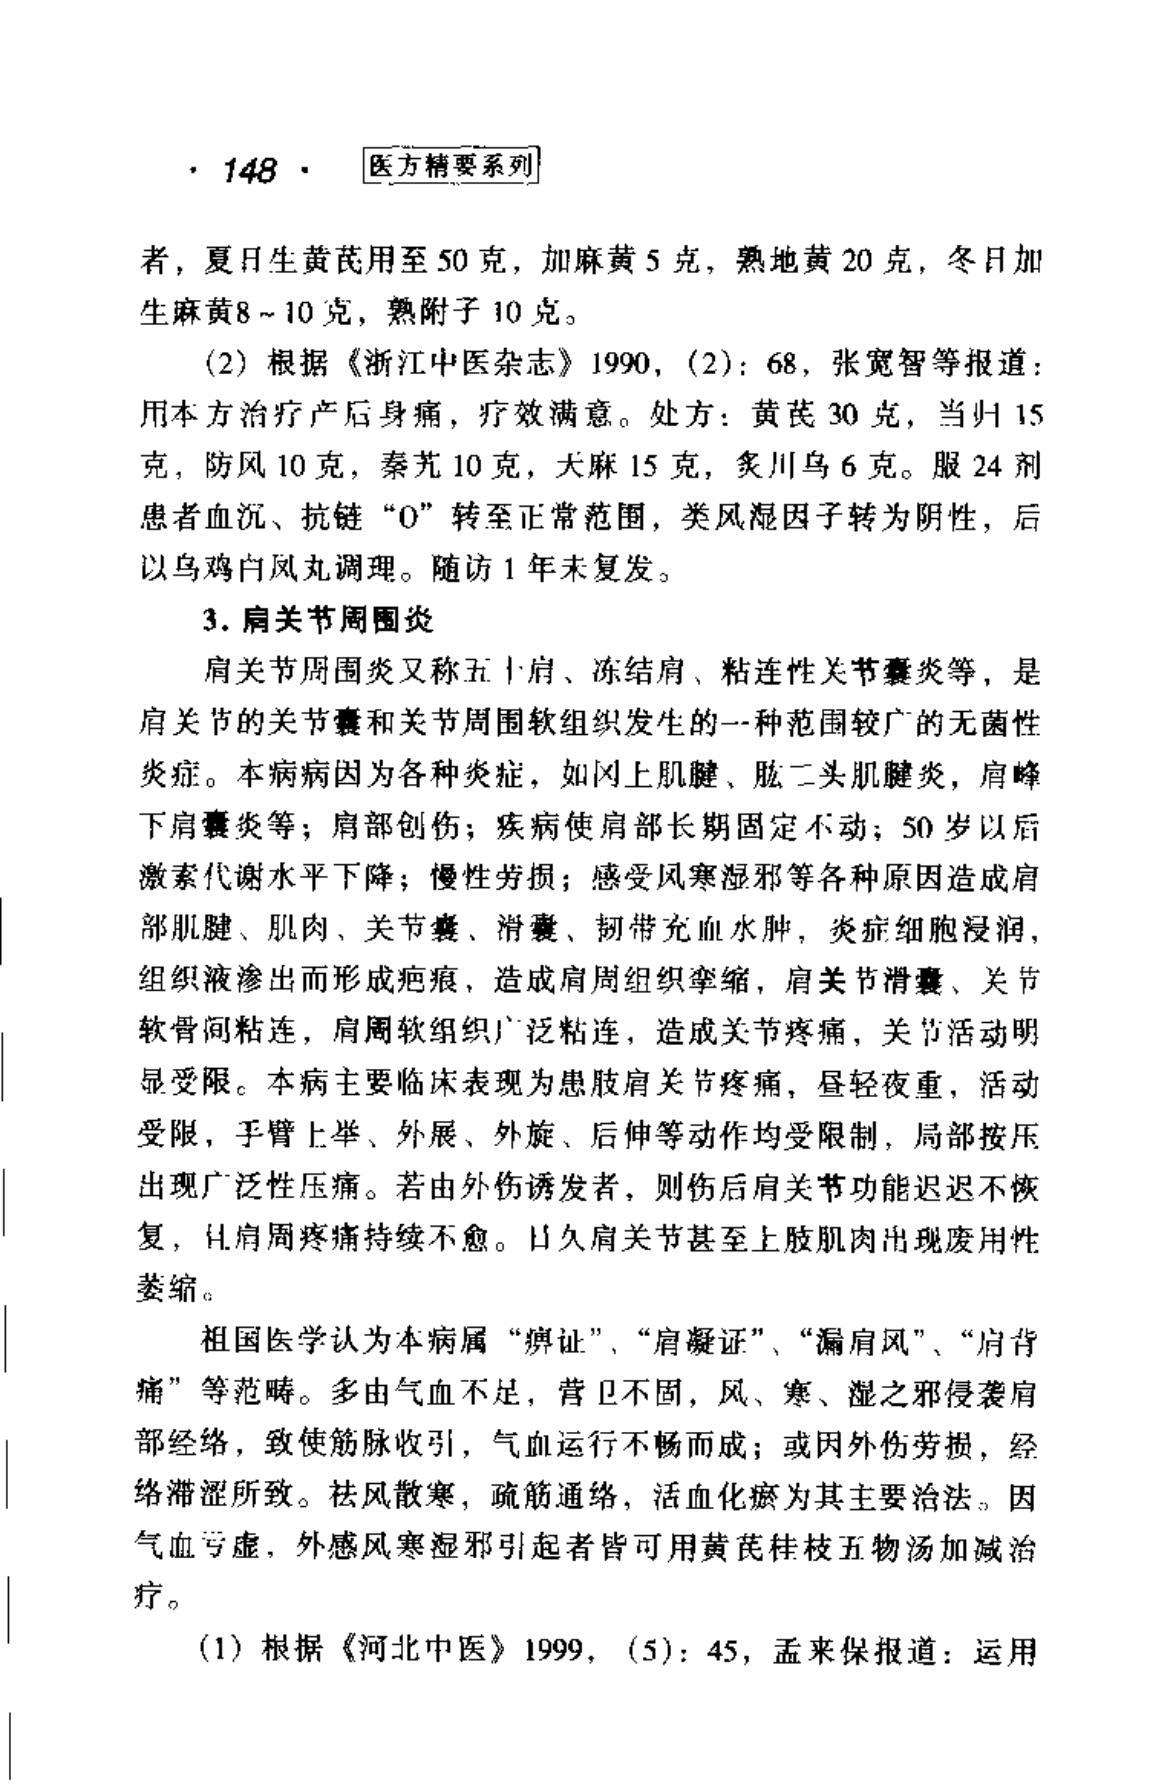 · 148 · 医方精要系列
者，夏日生黄芪用至 50 克，加麻黄 5 克，熟地黄 20 克，冬日加
生麻黄8～10 克，熟附子 10 克。
(2) 根据《浙江中医杂志》1990，(2)：68，张宽智等报道：
用本方治疗产后身痛，疗效满意。处方：黄芪 30 克，当归 15
克，防风 10 克，秦艽 10 克，天麻 15 克，炙川乌 6 克。服 24 剂
患者血沉、抗链“O”转至正常范围，类风湿因子转为阴性，后
以乌鸡白凤丸调理。随访 1 年未复发。
3. 肩关节周围炎
肩关节周围炎又称五十肩、冻结肩、粘连性关节囊炎等，是
肩关节的关节囊和关节周围软组织发生的一种范围较广的无菌性
炎症。本病病因为各种炎症，如冈上肌腱、肱二头肌腱炎，肩峰
下肩囊炎等；肩部创伤；疾病使肩部长期固定不动；50 岁以后
激素代谢水平下降；慢性劳损；感受风寒湿邪等各种原因造成肩
部肌腱、肌肉、关节囊、滑囊、韧带充血水肿，炎症细胞浸润，
组织液渗出而形成疤痕，造成肩周组织挛缩，肩关节滑囊、关节
软骨间粘连，肩周软组织广泛粘连，造成关节疼痛，关节活动明
显受限。本病主要临床表现为患肢肩关节疼痛，昼轻夜重，活动
受限，手臂上举、外展、外旋、后伸等动作均受限制，局部按压
出现广泛性压痛。若由外伤诱发者，则伤后肩关节功能迟迟不恢
复，且肩周疼痛持续不愈。日久肩关节甚至上肢肌肉出现废用性
萎缩。
祖国医学认为本病属“痹证”、“肩凝证”、“漏肩风”、“肩背
痛”等范畴。多由气血不足，营卫不固，风、寒、湿之邪侵袭肩
部经络，致使筋脉收引，气血运行不畅而成；或因外伤劳损，经
络滞涩所致。祛风散寒，疏筋通络，活血化瘀为其主要治法。因
气血亏虚，外感风寒湿邪引起者皆可用黄芪桂枝五物汤加减治
疗。
(1) 根据《河北中医》1999，(5)：45，孟来保报道：运用